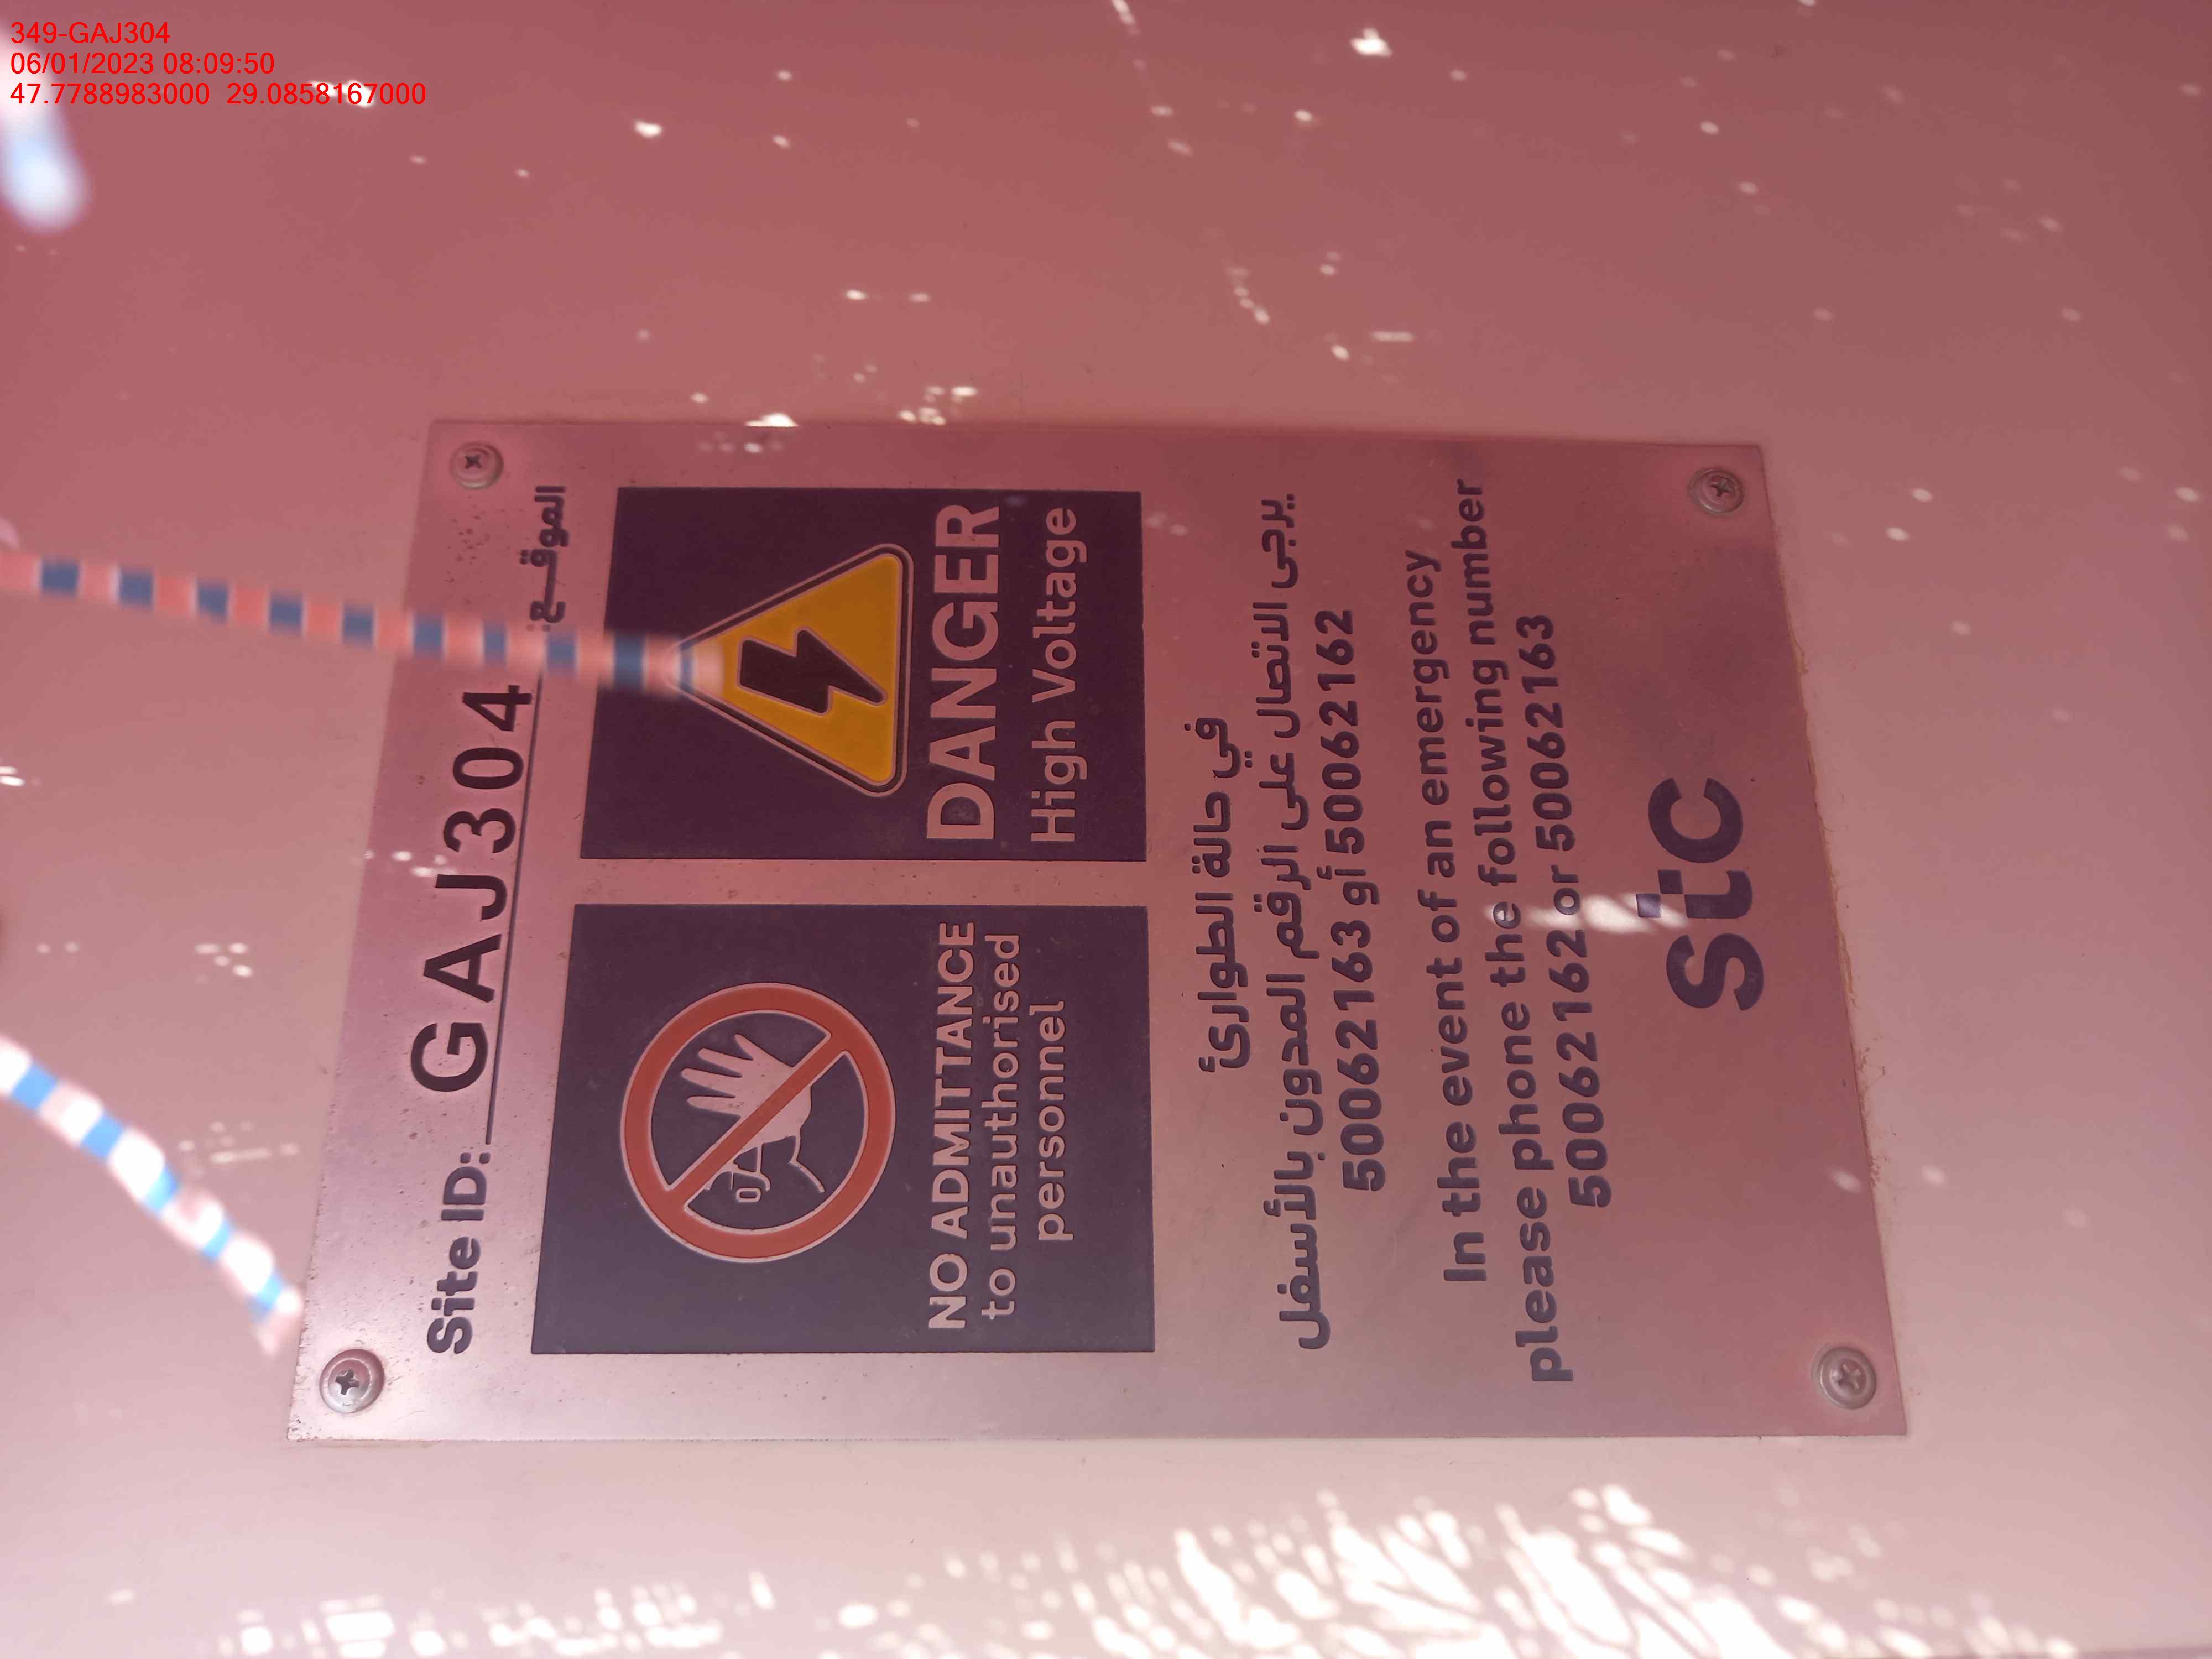 349-GAJ304
06/01/2023 08:09:50
47.7788983000 29.0858167000
Site ID: GAJ304 الموقــع:
NO ADMITTANCE
to unauthorised
personnel
DANGER
High Voltage
في حالة الطوارئ
يرجى الاتصال على الرقم المدون بالأسفل
50062162 أو 50062163
In the event of an emergency
please phone the following number
50062162 or 50062163
stc